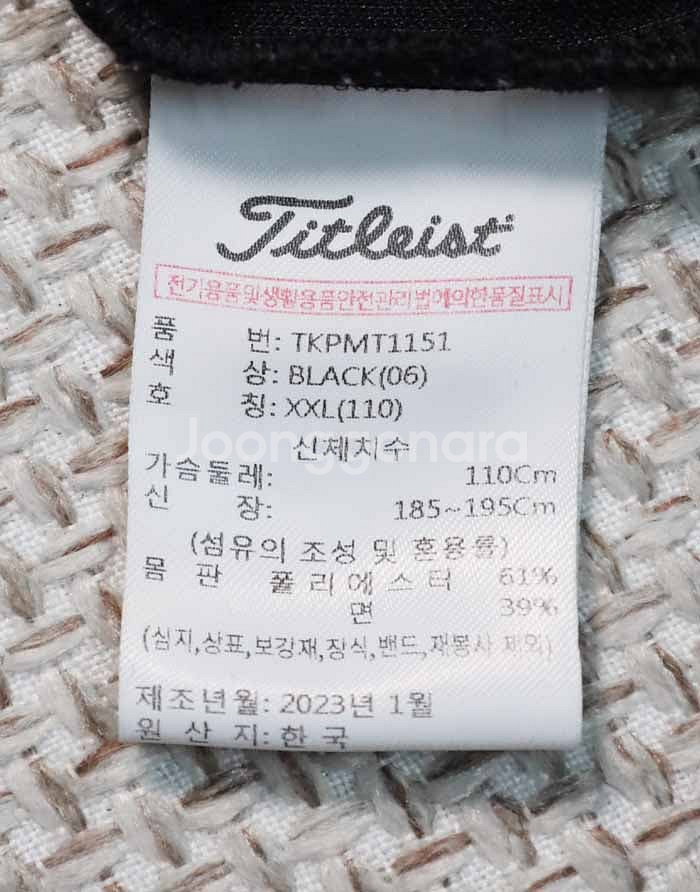 Titleist
전기용품및생활용품안전관리법에의한품질표시
품 번: TKPMT1151
색 상: BLACK(06)
호 칭: XXL(110)
신체치수
Joonggonara
가슴둘레: 110Cm
신 장: 185~195Cm
(섬유의 조성 및 혼용률)
몸 판 폴리에스터 61%
면 39%
(심지,상표,보강재,장식,밴드,재봉사 제외)
제조년월: 2023년 1월
원 산 지: 한 국